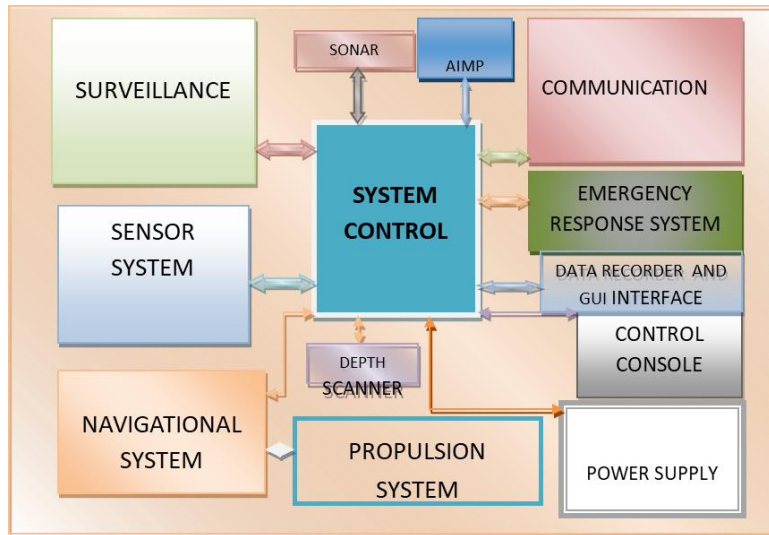 SURVEILLANCE
SONAR
AIMP
COMMUNICATION
SYSTEM
CONTROL
EMERGENCY
RESPONSE SYSTEM
SENSOR
SYSTEM
DATA RECORDER AND
GUI INTERFACE
CONTROL
CONSOLE
DEPTH
SCANNER
NAVIGATIONAL
SYSTEM
PROPULSION
SYSTEM
POWER SUPPLY